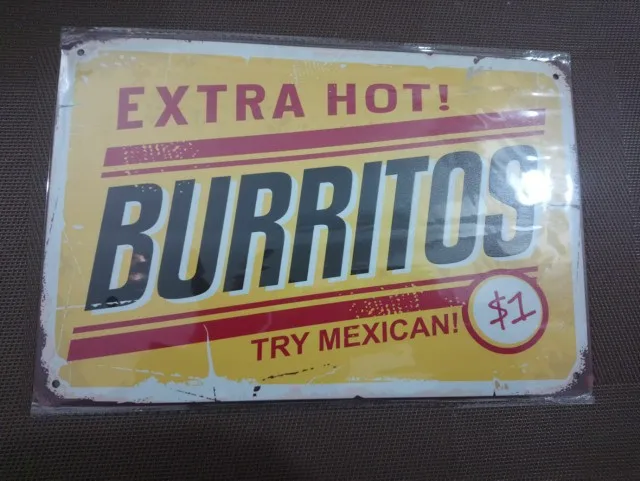 EXTRA HOT!
BURRITOS
TRY MEXICAN!
$1